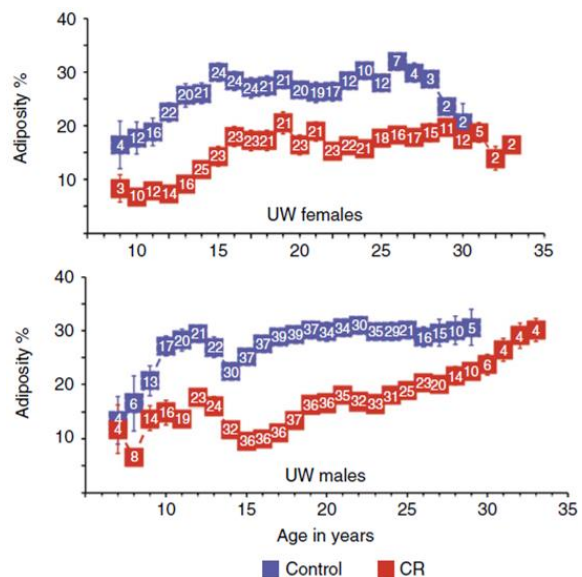 40
30
20
10
Adiposity %
4 12 19 22 20 21 24 24 21 21 20 19 17 12 10 12 7 4 3 2 2
3 10 12 14 16 25 23 23 23 21 21 23 21 23 22 21 18 16 17 15 11 12 5 2 2
UW females
10 15 20 25 30 35
40
30
20
10
Adiposity %
4 6 13 17 20 21 22 30 37 37 37 39 37 34 34 30 35 29 21 16 15 10 5
4 8 14 16 19 23 24 32 36 36 36 37 36 36 35 32 33 31 25 23 20 14 12 6 4 4 4
UW males
10 15 20 25 30 35
Age in years
Control CR